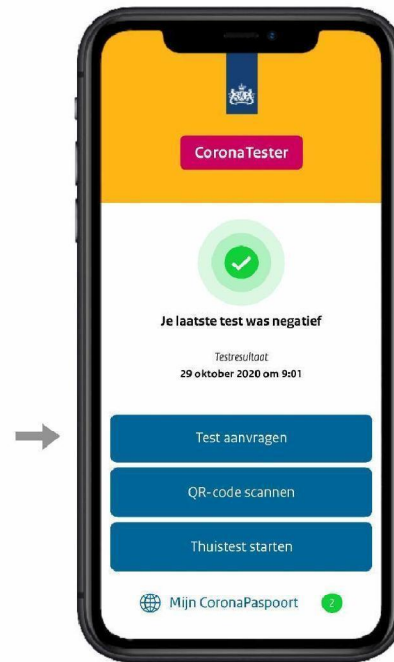 CoronaTester
Je laatste test was negatief
Testresultaat
29 oktober 2020 om 9:01
Test aanvragen
QR-code scannen
Thuistest starten
Mijn CoronaPaspoort 2